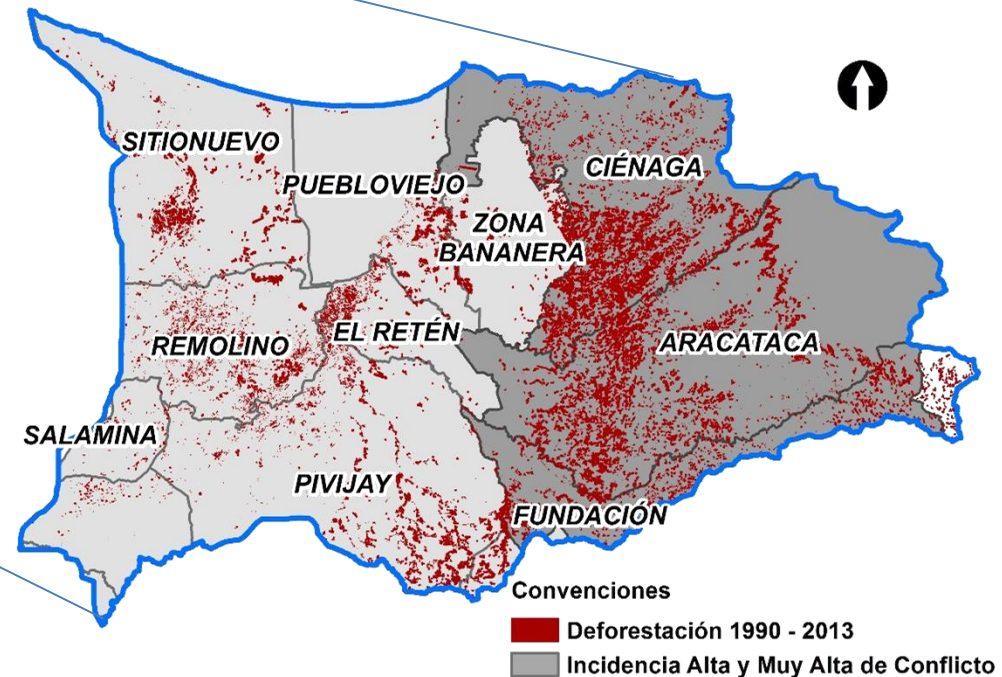 SITIONUEVO
PUEBLOVIEJO
CIÉNAGA
ZONA
BANANERA
REMOLINO
EL RETÉN
ARACATACA
SALAMINA
PIVIJAY
FUNDACIÓN
Convenciones
Deforestación 1990 - 2013
Incidencia Alta y Muy Alta de Conflicto